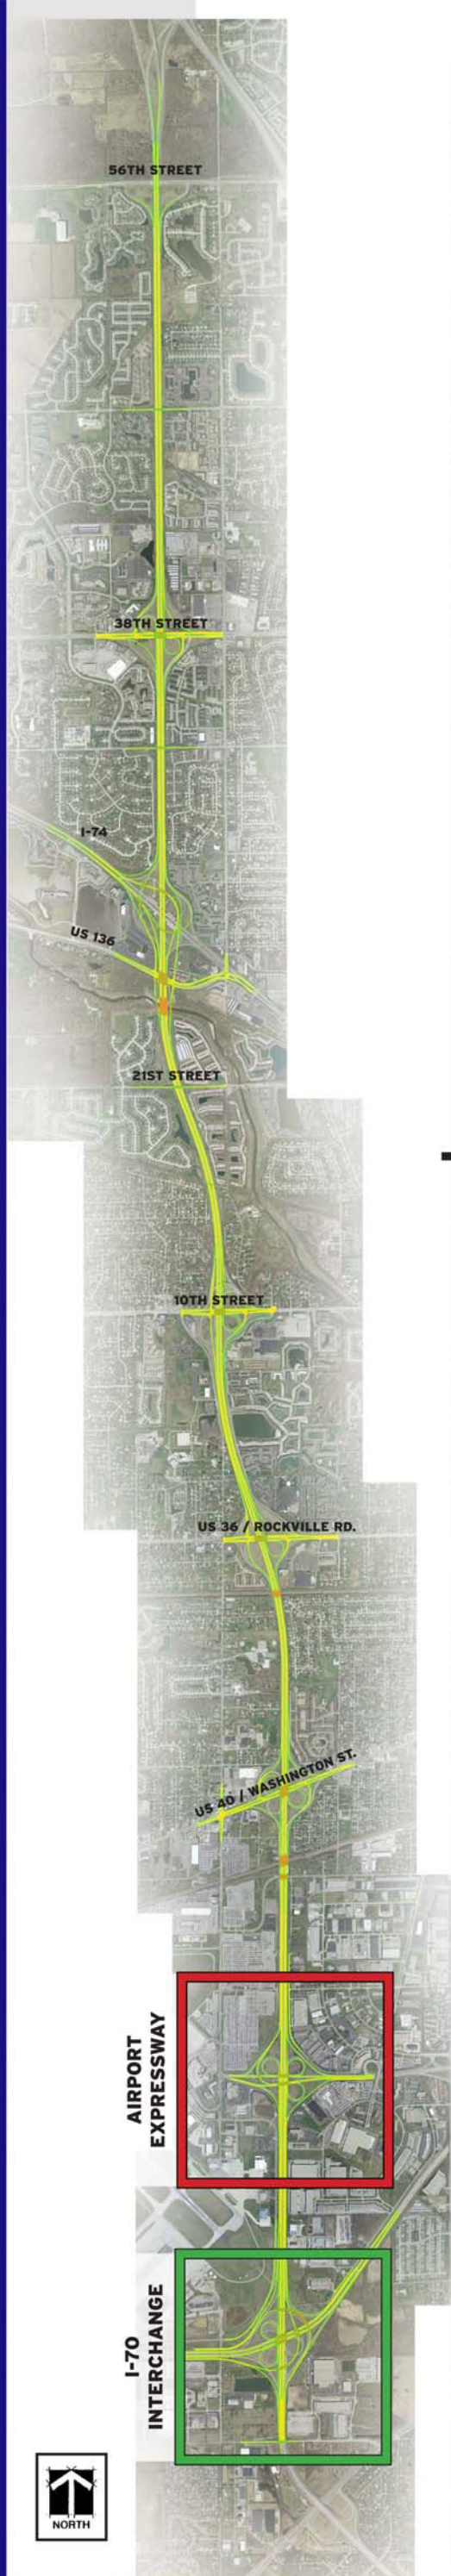 56TH STREET
38TH STREET
I-74
US 136
21ST STREET
10TH STREET
US 36 / ROCKVILLE RD.
US 40 / WASHINGTON ST.
AIRPORT
EXPRESSWAY
I-70
INTERCHANGE
NORTH